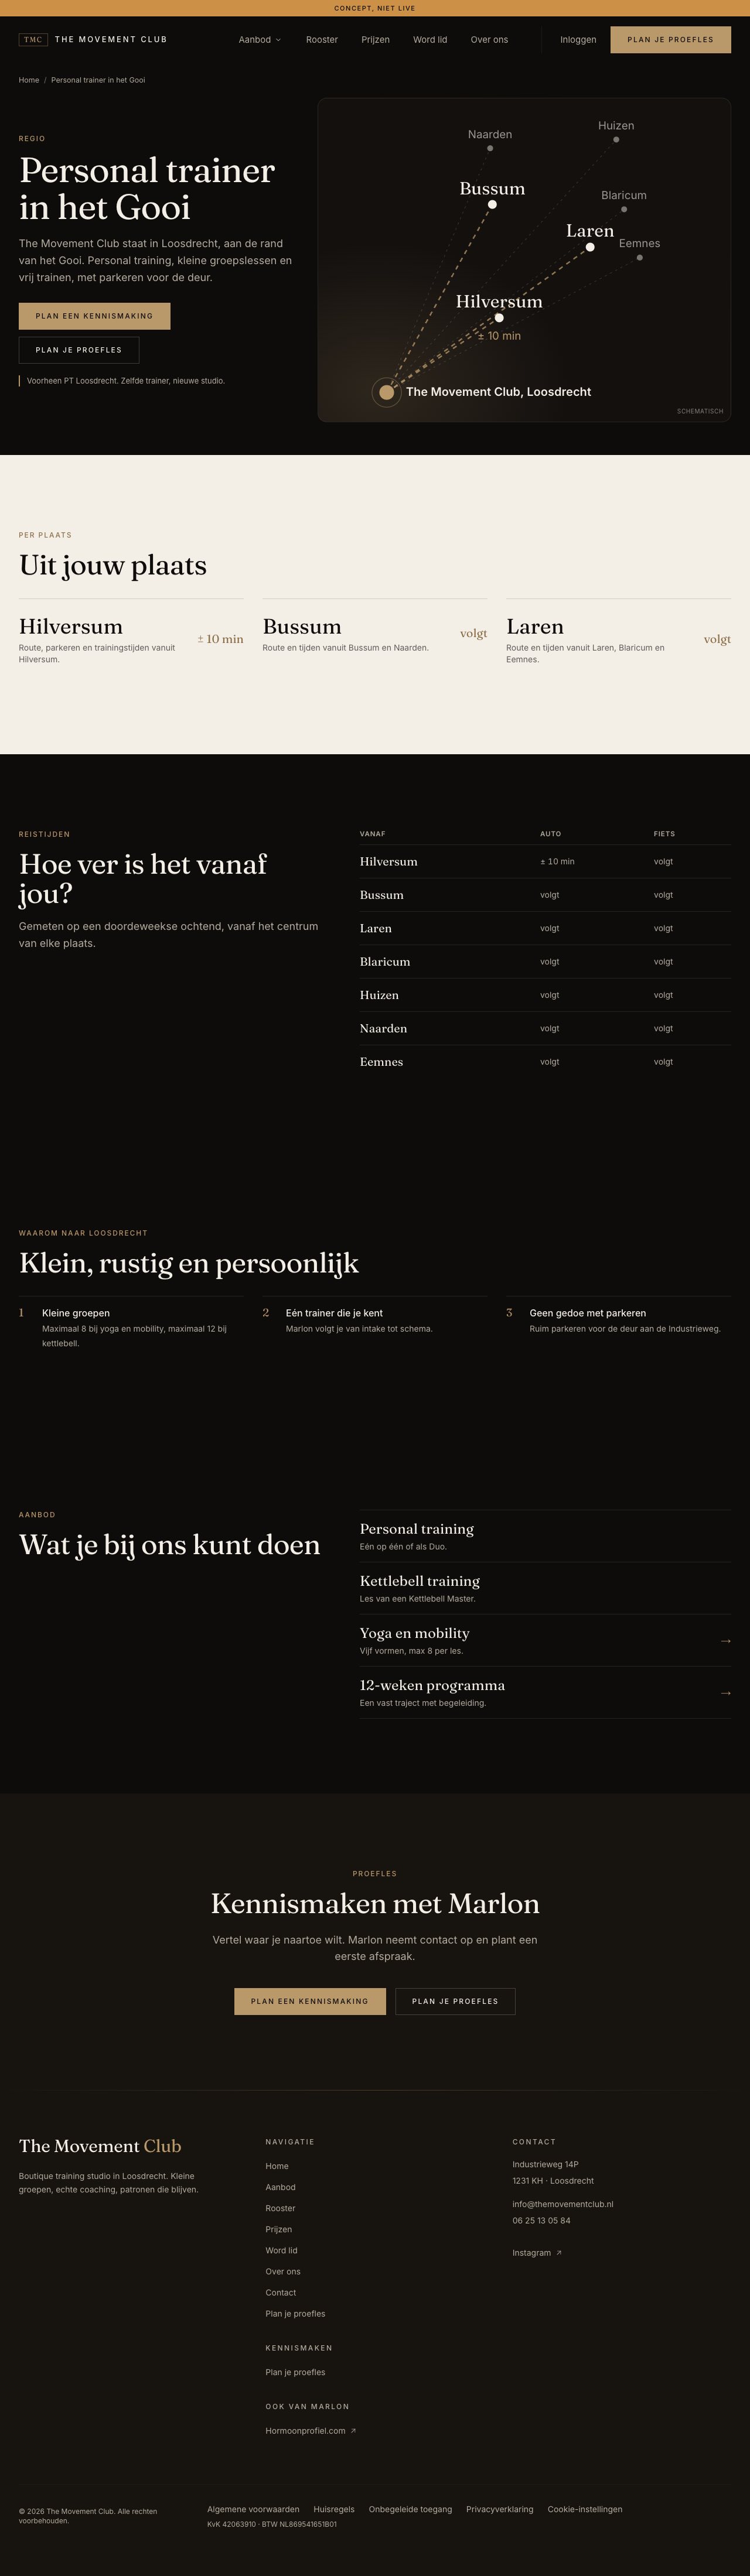 CONCEPT, NIET LIVE
TMC THE MOVEMENT CLUB
Aanbod Rooster Prijzen Word lid Over ons Inloggen PLAN JE PROEFLES
Home / Personal trainer in het Gooi
REGIO
Personal trainer
in het Gooi
The Movement Club staat in Loosdrecht, aan de rand
van het Gooi. Personal training, kleine groepslessen en
vrij trainen, met parkeren voor de deur.
PLAN EEN KENNISMAKING
PLAN JE PROEFLES
Voorheen PT Loosdrecht. Zelfde trainer, nieuwe studio.
Huizen
Naarden
Bussum
Blaricum
Laren
Eemnes
Hilversum
± 10 min
The Movement Club, Loosdrecht
SCHEMATISCH
PER PLAATS
Uit jouw plaats
Hilversum
± 10 min
Route, parkeren en trainingstijden vanuit
Hilversum.
Bussum
volgt
Route en tijden vanuit Bussum en Naarden.
Laren
volgt
Route en tijden vanuit Laren, Blaricum en
Eemnes.
REISTIJDEN
Hoe ver is het vanaf
jou?
Gemeten op een doordeweekse ochtend, vanaf het centrum
van elke plaats.
VANAF AUTO FIETS
Hilversum ± 10 min volgt
Bussum volgt volgt
Laren volgt volgt
Blaricum volgt volgt
Huizen volgt volgt
Naarden volgt volgt
Eemnes volgt volgt
WAAROM NAAR LOOSDRECHT
Klein, rustig en persoonlijk
1 Kleine groepen
Maximaal 8 bij yoga en mobility, maximaal 12 bij
kettlebell.
2 Eén trainer die je kent
Marlon volgt je van intake tot schema.
3 Geen gedoe met parkeren
Ruim parkeren voor de deur aan de Industrieweg.
AANBOD
Wat je bij ons kunt doen
Personal training
Eén op één of als Duo.
Kettlebell training
Les van een Kettlebell Master.
Yoga en mobility
Vijf vormen, max 8 per les.
→
12-weken programma
Een vast traject met begeleiding.
→
PROEFLES
Kennismaken met Marlon
Vertel waar je naartoe wilt. Marlon neemt contact op en plant een
eerste afspraak.
PLAN EEN KENNISMAKING PLAN JE PROEFLES
The Movement Club
Boutique training studio in Loosdrecht. Kleine
groepen, echte coaching, patronen die blijven.
NAVIGATIE
Home
Aanbod
Rooster
Prijzen
Word lid
Over ons
Contact
Plan je proefles
KENNISMAKEN
Plan je proefles
OOK VAN MARLON
Hormoonprofiel.com ↗
CONTACT
Industrieweg 14P
1231 KH · Loosdrecht
info@themovementclub.nl
06 25 13 05 84
Instagram ↗
© 2026 The Movement Club. Alle rechten
voorbehouden.
Algemene voorwaarden Huisregels Onbegeleide toegang Privacyverklaring Cookie-instellingen
KvK 42063910 · BTW NL869541651B01